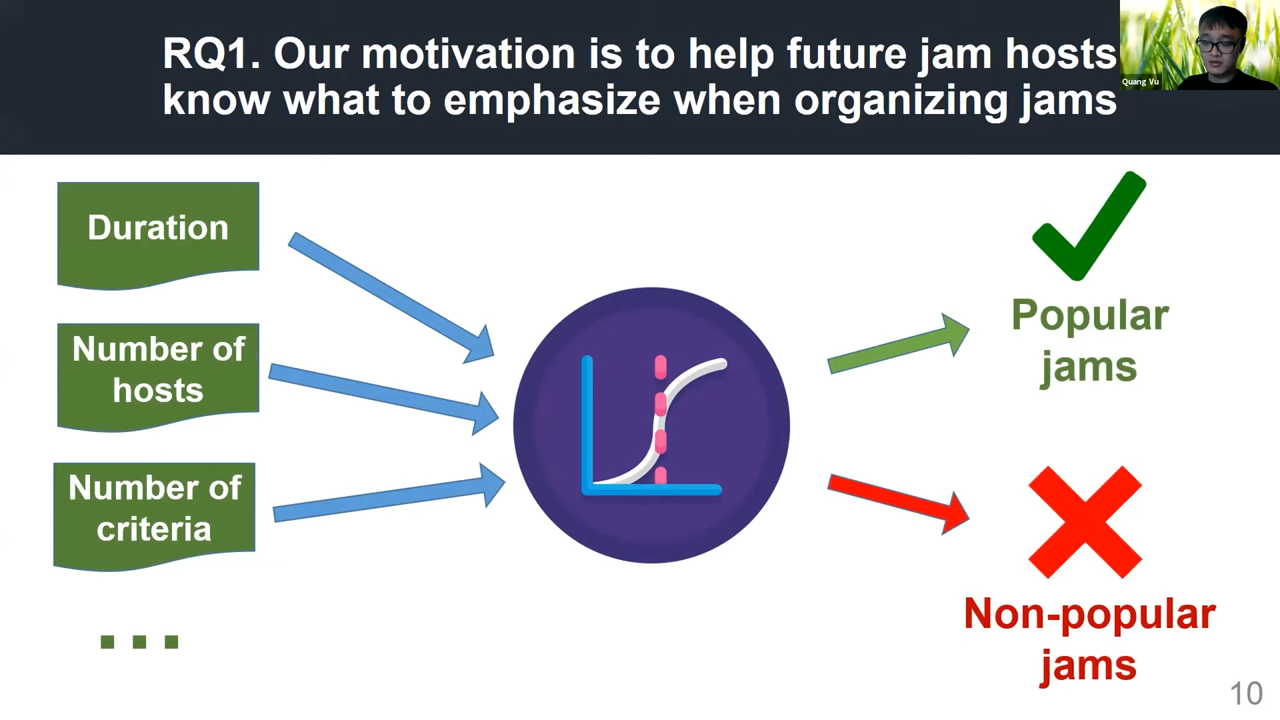 RQ1. Our motivation is to help future jam hosts
know what to emphasize when organizing jams
Quang Vu
Duration
Number of
hosts
Number of
criteria
...
Popular
jams
Non-popular
jams
10